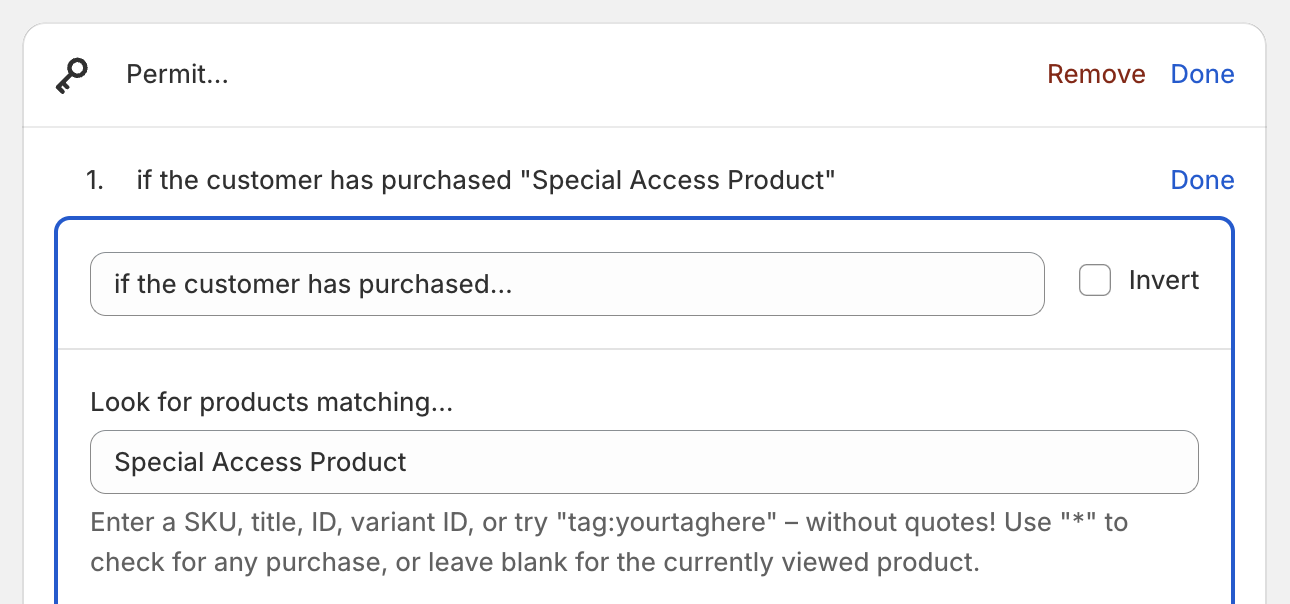 Permit...
Remove
Done
1. if the customer has purchased "Special Access Product"
Done
if the customer has purchased...
Invert
Look for products matching...
Special Access Product
Enter a SKU, title, ID, variant ID, or try "tag:yourtaghere" – without quotes! Use "*" to
check for any purchase, or leave blank for the currently viewed product.